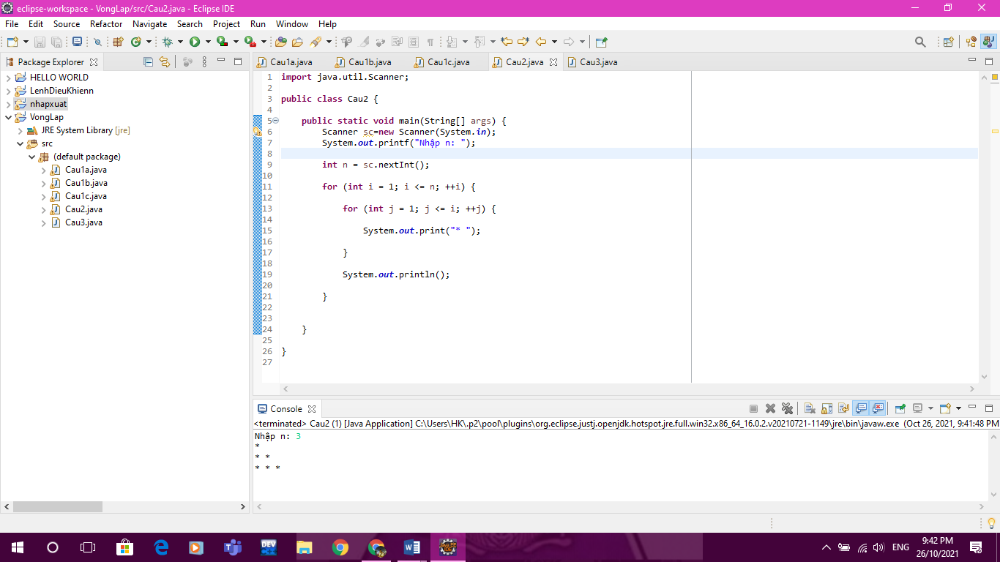 eclipse-workspace - VongLap/src/Cau2.java - Eclipse IDE
File Edit Source Refactor Navigate Search Project Run Window Help
Package Explorer
HELLO WORLD
LenhDieuKhienn
nhapxuat
VongLap
JRE System Library [jre]
src
(default package)
Cau1a.java
Cau1b.java
Cau1c.java
Cau2.java
Cau3.java
Cau1a.java Cau1b.java Cau1c.java Cau2.java Cau3.java
1 import java.util.Scanner;
2
3 public class Cau2 {
4
5 public static void main(String[] args) {
6 Scanner sc=new Scanner(System.in);
7 System.out.printf("Nhập n: ");
8
9 int n = sc.nextInt();
10
11 for (int i = 1; i <= n; ++i) {
12
13 for (int j = 1; j <= i; ++j) {
14
15 System.out.print("* ");
16
17 }
18
19 System.out.println();
20
21 }
22
23
24 }
25
26 }
27
Console
<terminated> Cau2 (1) [Java Application] C:\Users\HK\.p2\pool\plugins\org.eclipse.justj.openjdk.hotspot.jre.full.win32.x86_64_16.0.2.v20210721-1149\jre\bin\javaw.exe (Oct 26, 2021, 9:41:48 PM
Nhập n: 3
*
* *
* * *
DEV
ENG
9:42 PM
26/10/2021